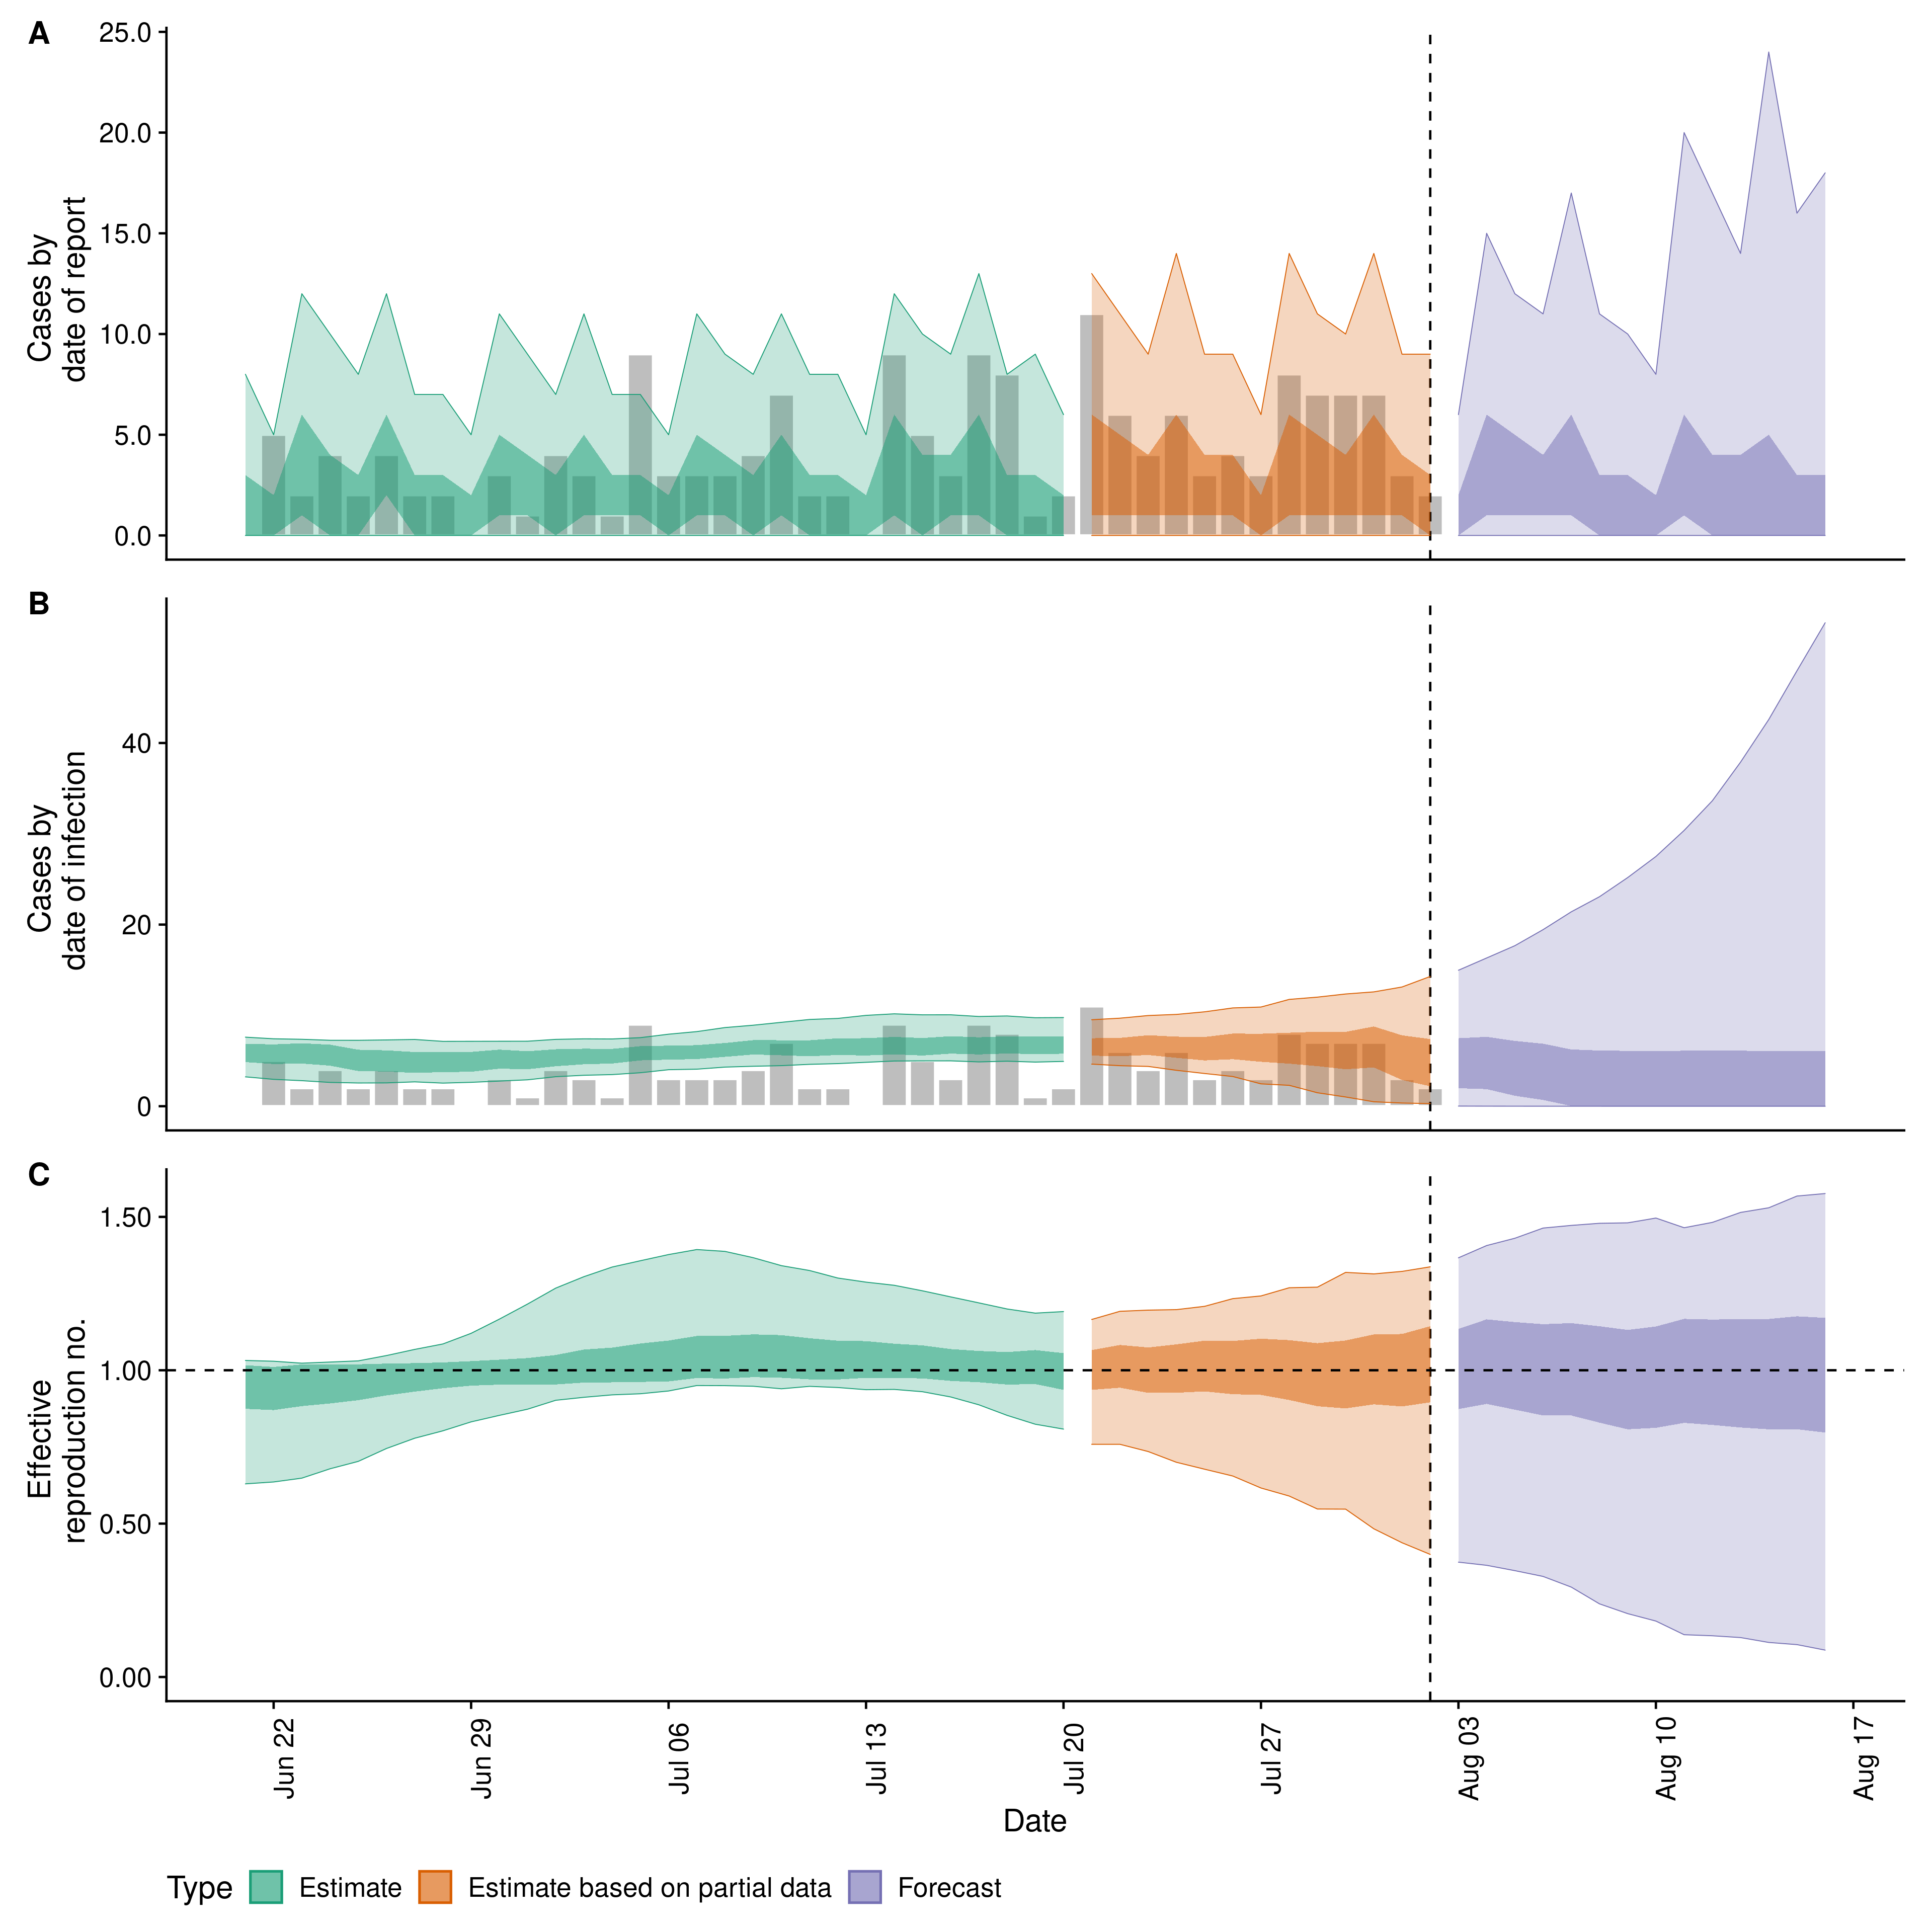 A
25.0
20.0
15.0
10.0
5.0
0.0
Cases by
date of report
B
40
20
0
Cases by
date of infection
C
1.50
1.00
0.50
0.00
Effective
reproduction no.
Jun 22
Jun 29
Jul 06
Jul 13
Jul 20
Jul 27
Aug 03
Aug 10
Aug 17
Date
Type Estimate Estimate based on partial data Forecast